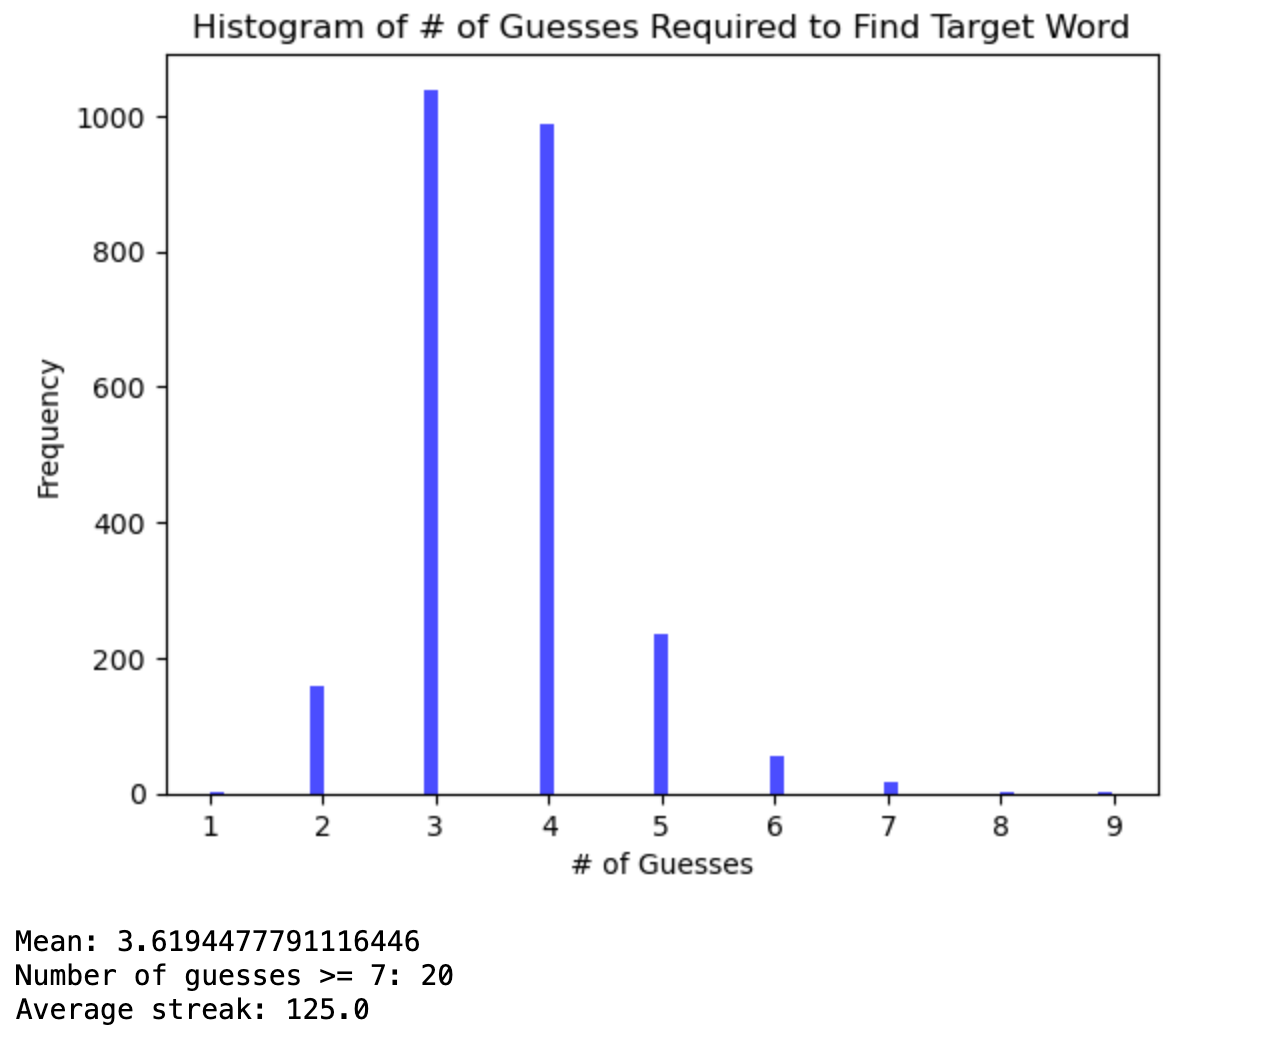 Histogram of # of Guesses Required to Find Target Word
1000
800
600
400
200
0
Frequency
1 2 3 4 5 6 7 8 9
# of Guesses
Mean: 3.6194477791116446
Number of guesses >= 7: 20
Average streak: 125.0